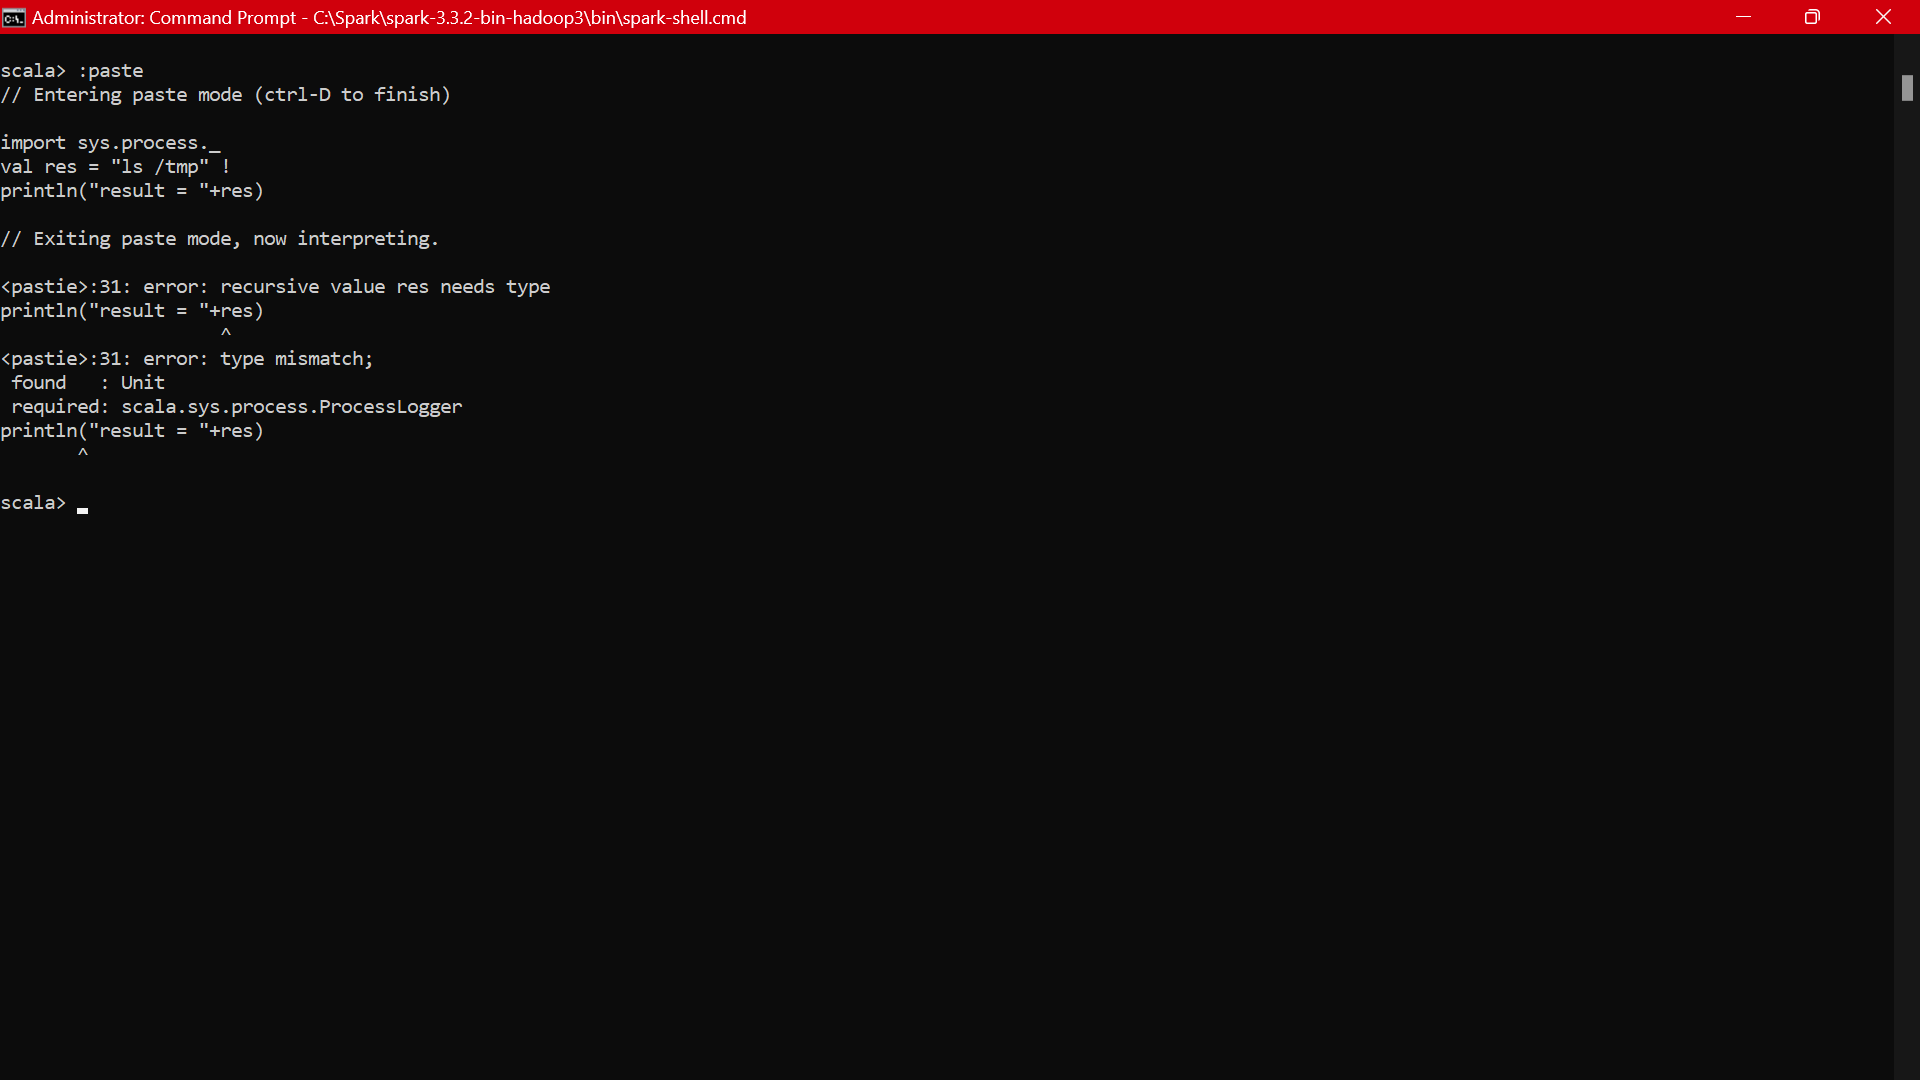 Administrator: Command Prompt - C:\Spark\spark-3.3.2-bin-hadoop3\bin\spark-shell.cmd
scala> :paste
// Entering paste mode (ctrl-D to finish)
import sys.process._
val res = "ls /tmp" !
println("result = "+res)
// Exiting paste mode, now interpreting.
<pastie>:31: error: recursive value res needs type
println("result = "+res)
^
<pastie>:31: error: type mismatch;
found   : Unit
required: scala.sys.process.ProcessLogger
println("result = "+res)
^
scala>